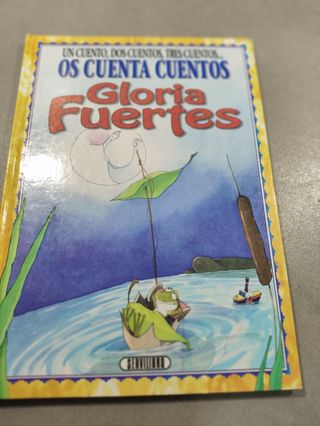 UN CUENTO, DOS CUENTOS, TRES CUENTOS...
OS CUENTA CUENTOS
Gloria
Fuertes
SERVILIBRO